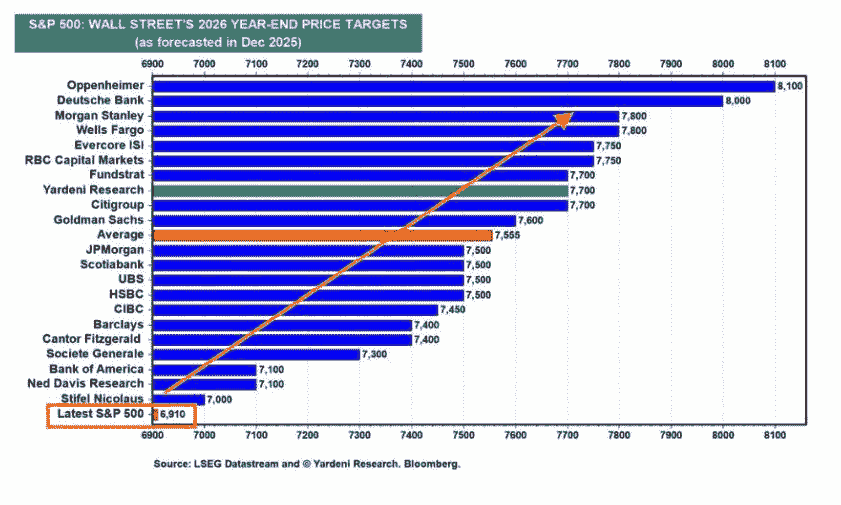 S&P 500: WALL STREET'S 2026 YEAR-END PRICE TARGETS
(as forecasted in Dec 2025)
6900 7000 7100 7200 7300 7400 7500 7600 7700 7800 7900 8000 8100
Oppenheimer 8,100
Deutsche Bank 8,000
Morgan Stanley 7,800
Wells Fargo 7,800
Evercore ISI 7,750
RBC Capital Markets 7,750
Fundstrat 7,700
Yardeni Research 7,700
Citigroup 7,700
Goldman Sachs 7,600
Average 7,555
JPMorgan 7,500
Scotiabank 7,500
UBS 7,500
HSBC 7,500
CIBC 7,450
Barclays 7,400
Cantor Fitzgerald 7,400
Societe Generale 7,300
Bank of America 7,100
Ned Davis Research 7,100
Stifel Nicolaus 7,000
Latest S&P 500 6,910
6900 7000 7100 7200 7300 7400 7500 7600 7700 7800 7900 8000 8100
Source: LSEG Datastream and © Yardeni Research. Bloomberg.